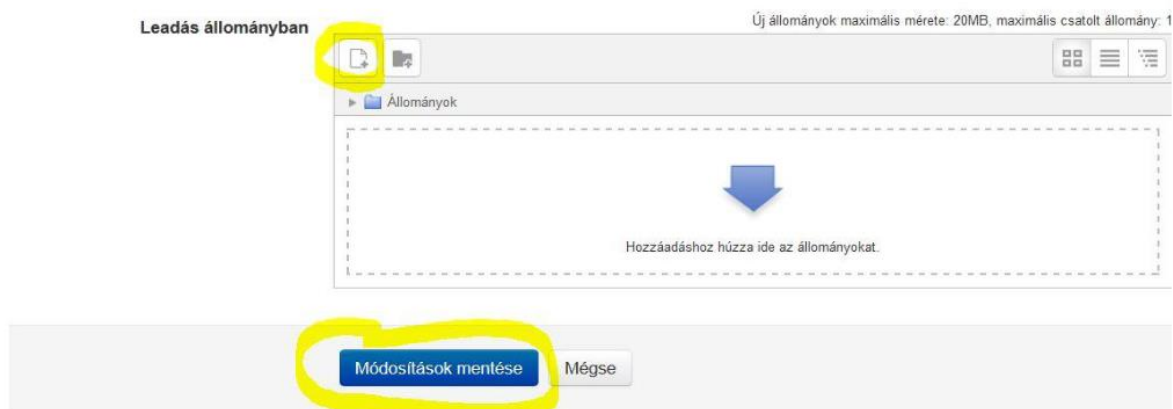 Új állományok maximális mérete: 20MB, maximális csatolt állomány: 1
Leadás állományban
Állományok
Hozzáadáshoz húzza ide az állományokat.
Módosítások mentése
Mégse